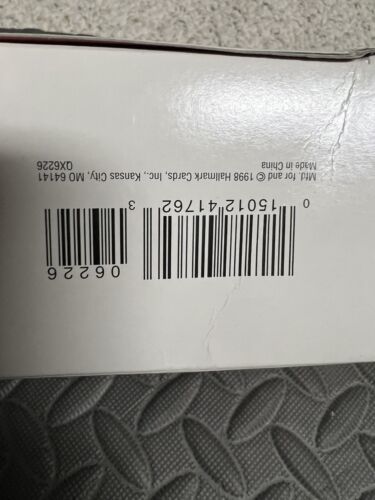 06226
0 15012 41762 3
Mfd. for and © 1998 Hallmark Cards, Inc., Kansas City, MO 64141
Made in China
QX6226